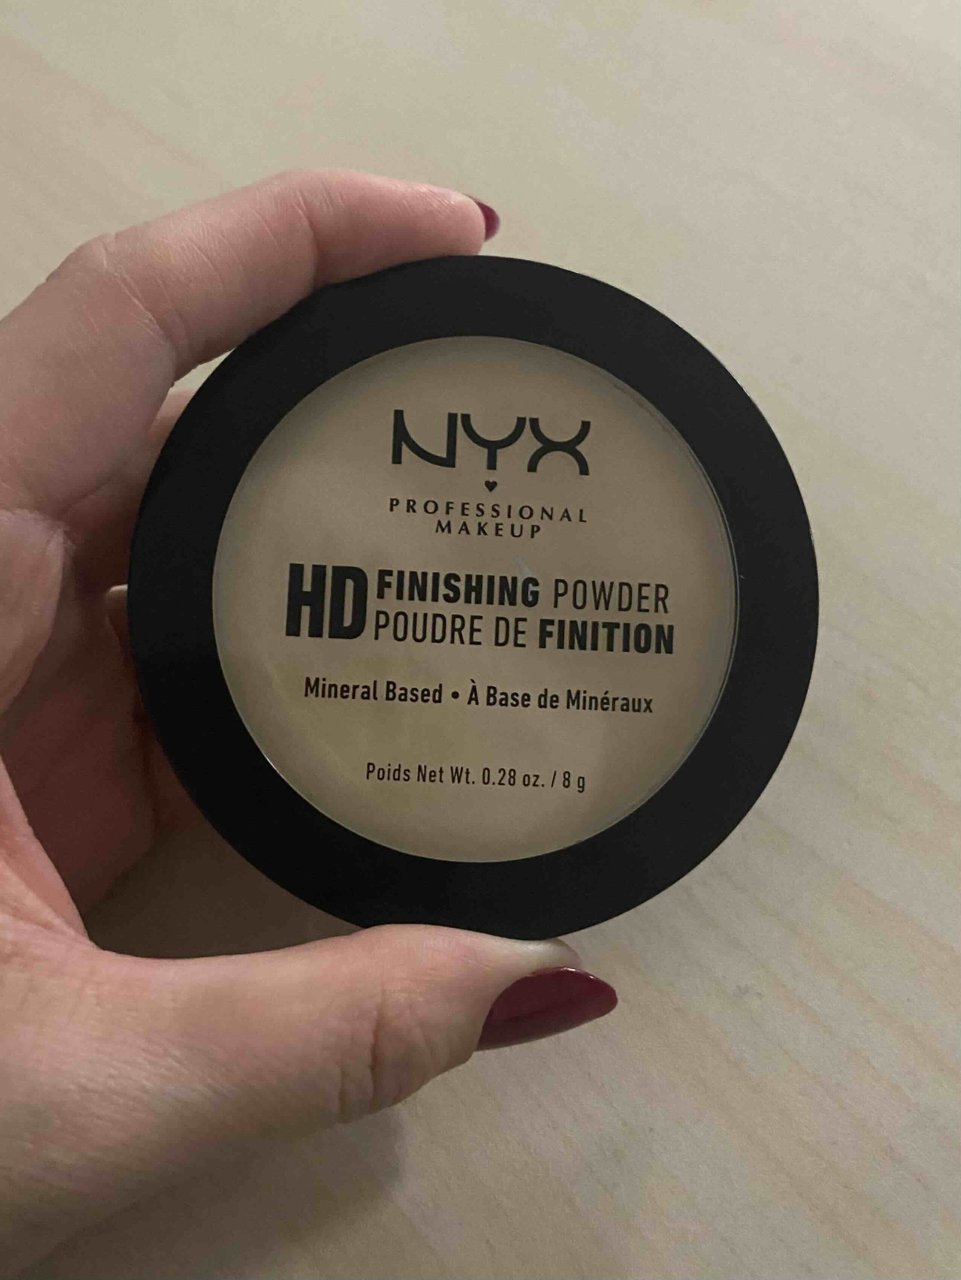 NYX
PROFESSIONAL
MAKEUP
HD FINISHING POWDER
POUDRE DE FINITION
Mineral Based • À Base de Minéraux
Poids Net Wt. 0.28 oz. / 8 g